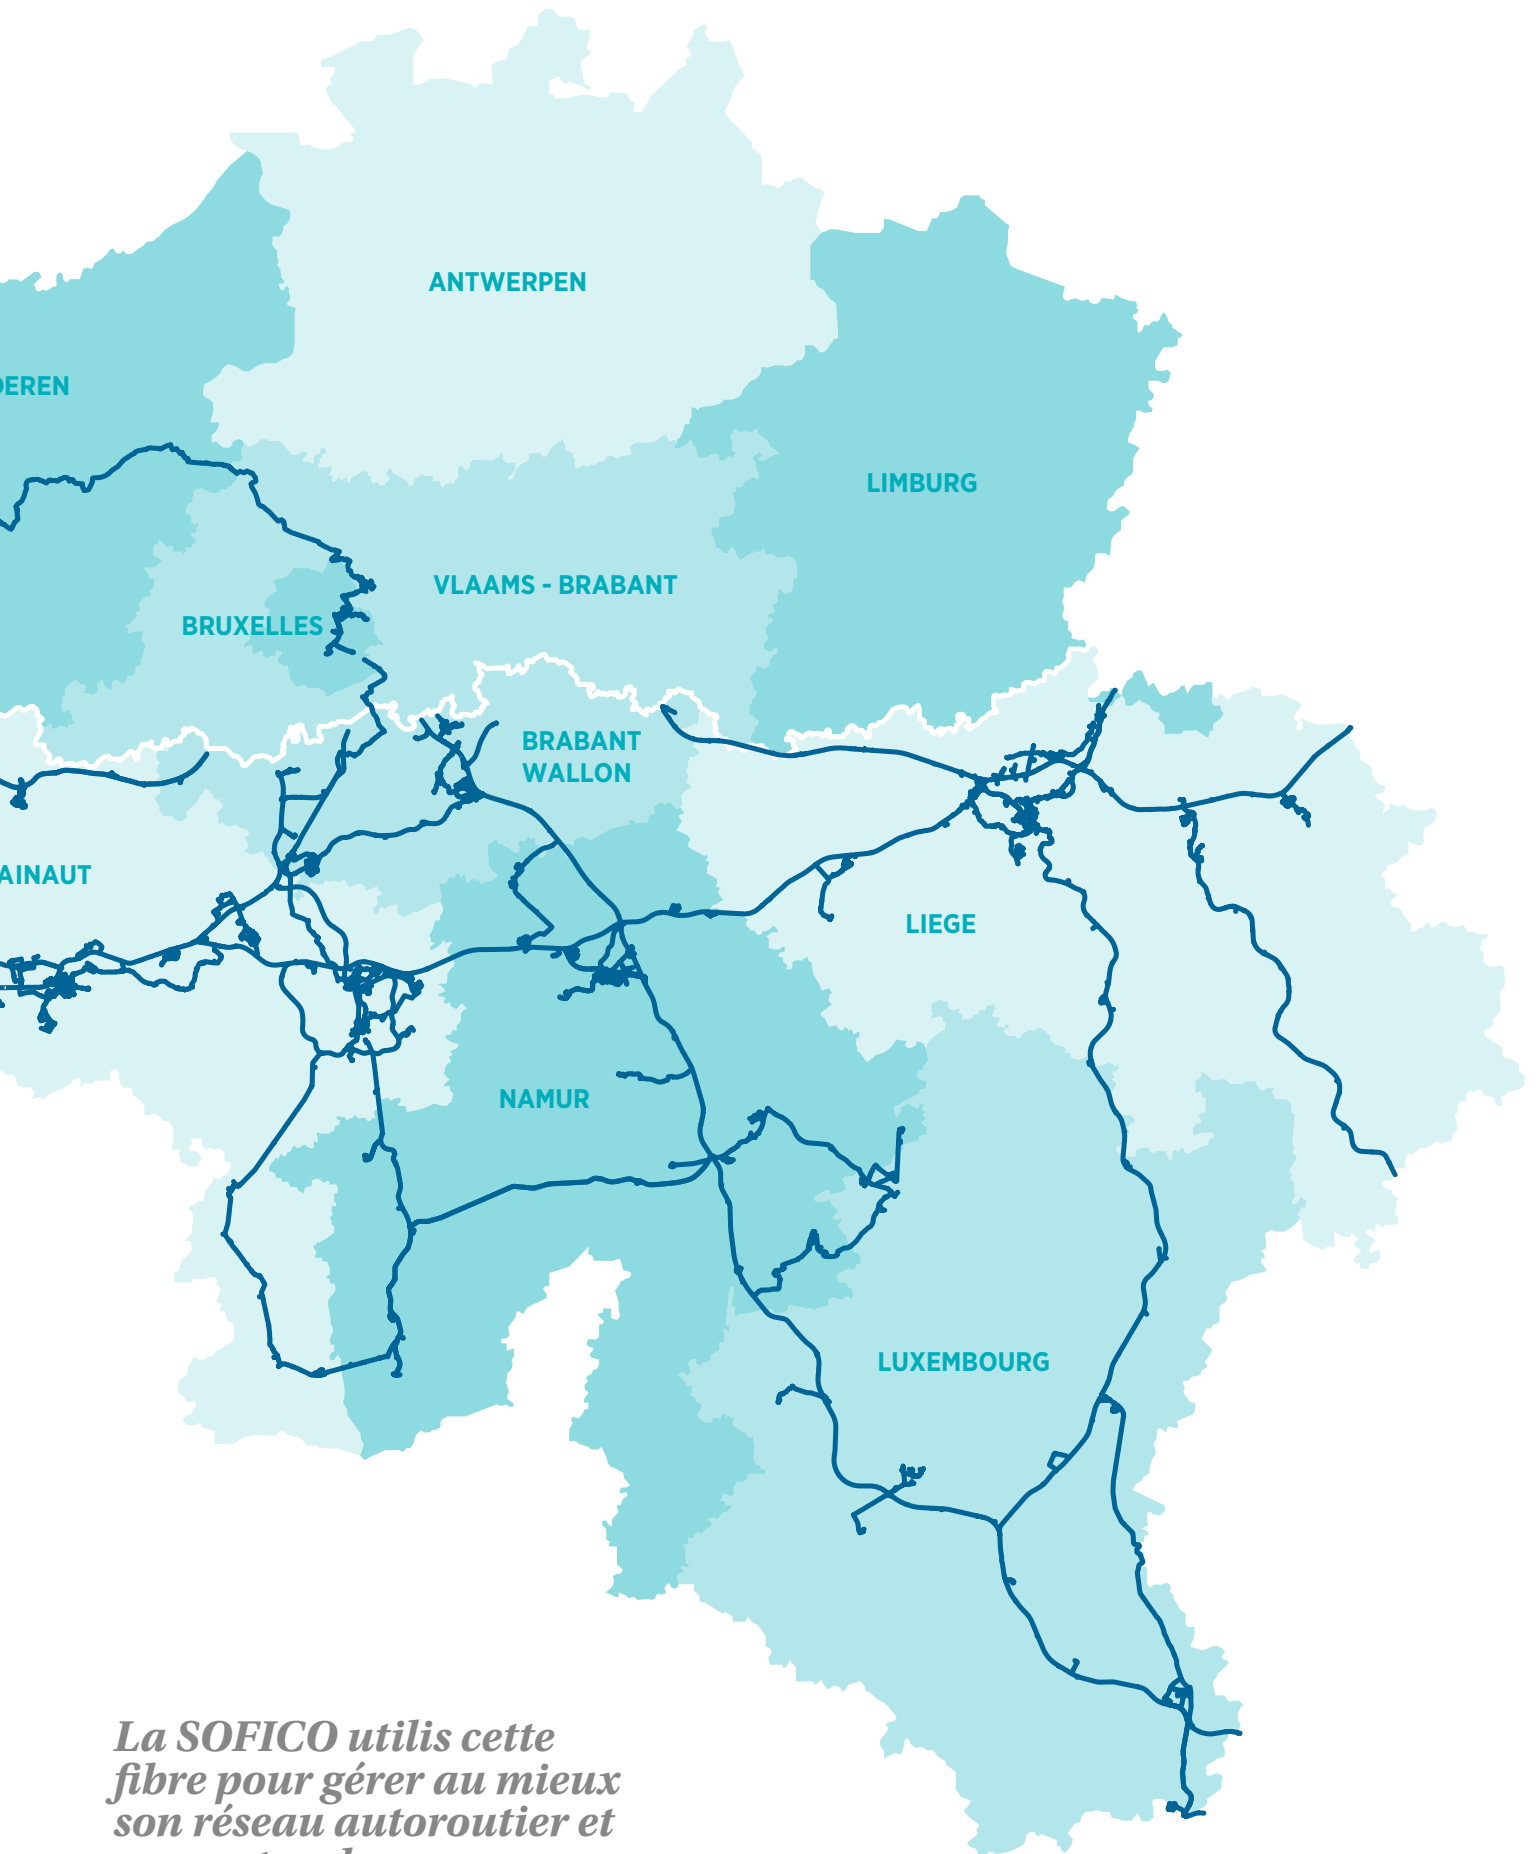 ANTWERPEN
DEREN
LIMBURG
VLAAMS - BRABANT
BRUXELLES
BRABANT
WALLON
AINAUT
LIEGE
NAMUR
LUXEMBOURG
La SOFICO utilis cette
fibre pour gérer au mieux
son réseau autoroutier et